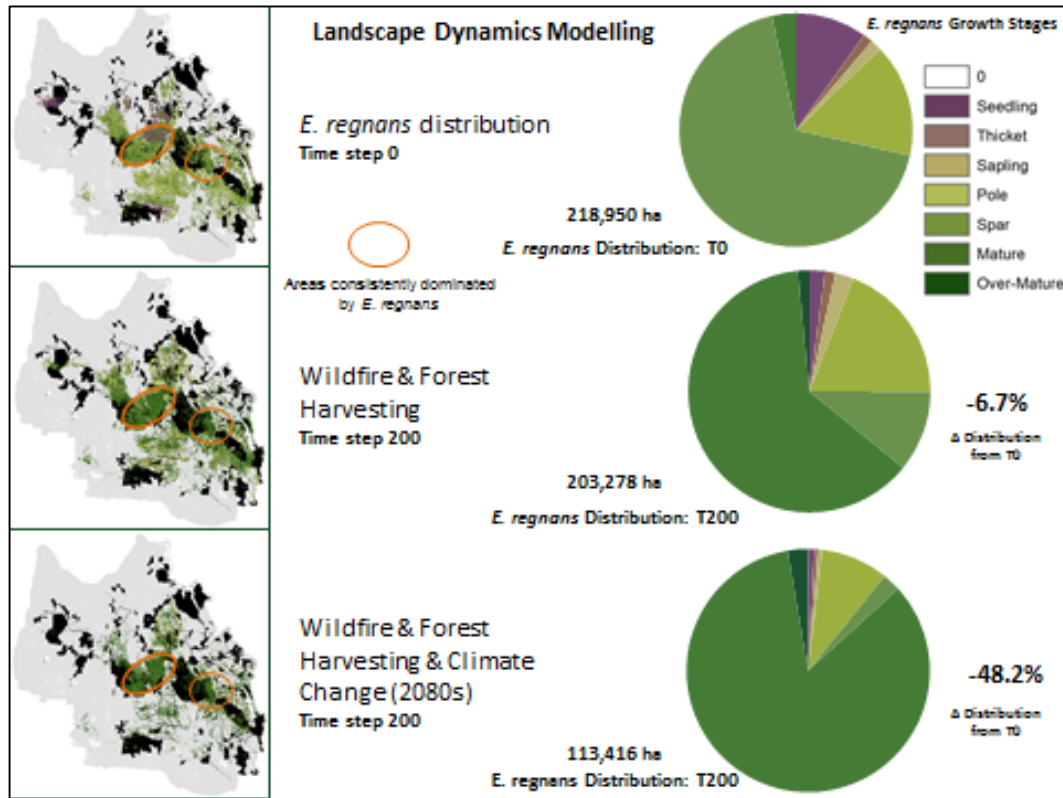 Landscape Dynamics Modelling
E. regnans Growth Stages
0
Seedling
Thicket
Sapling
Pole
Spar
Mature
Over-Mature
E. regnans distribution
Time step 0
218,950 ha
E. regnans Distribution: T0
Areas consistently dominated
by E. regnans
Wildfire & Forest
Harvesting
Time step 200
-6.7%
Δ Distribution
from T0
203,278 ha
E. regnans Distribution: T200
Wildfire & Forest
Harvesting & Climate
Change (2080s)
Time step 200
-48.2%
Δ Distribution
from T0
113,416 ha
E. regnans Distribution: T200